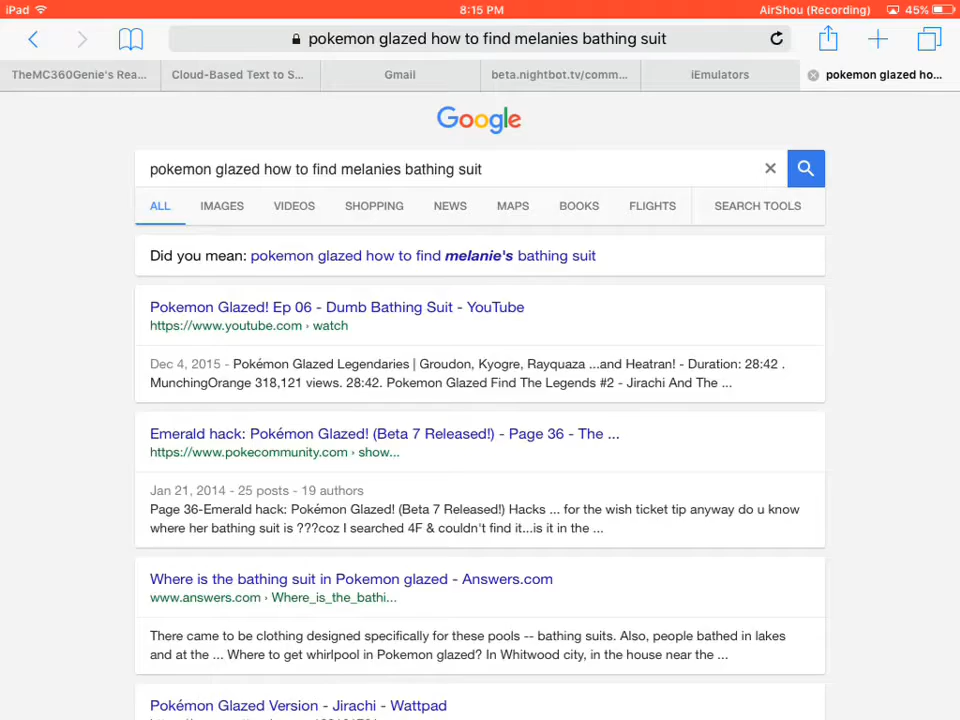 iPad 8:15 PM AirShou (Recording) 45%
pokemon glazed how to find melanies bathing suit
TheMC360Genie's Rea... Cloud-Based Text to S... Gmail beta.nightbot.tv/comm... iEmulators pokemon glazed ho...
Google
pokemon glazed how to find melanies bathing suit
ALL IMAGES VIDEOS SHOPPING NEWS MAPS BOOKS FLIGHTS SEARCH TOOLS
Did you mean: pokemon glazed how to find melanie's bathing suit
Pokemon Glazed! Ep 06 - Dumb Bathing Suit - YouTube
https://www.youtube.com › watch
Dec 4, 2015 - Pokémon Glazed Legendaries | Groudon, Kyogre, Rayquaza ...and Heatran! - Duration: 28:42 .
MunchingOrange 318,121 views. 28:42. Pokemon Glazed Find The Legends #2 - Jirachi And The ...
Emerald hack: Pokémon Glazed! (Beta 7 Released!) - Page 36 - The ...
https://www.pokecommunity.com › show...
Jan 21, 2014 - 25 posts - 19 authors
Page 36-Emerald hack: Pokémon Glazed! (Beta 7 Released!) Hacks ... for the wish ticket tip anyway do u know
where her bathing suit is ???coz I searched 4F & couldn't find it...is it in the ...
Where is the bathing suit in Pokemon glazed - Answers.com
www.answers.com › Where_is_the_bathi...
There came to be clothing designed specifically for these pools -- bathing suits. Also, people bathed in lakes
and at the ... Where to get whirlpool in Pokemon glazed? In Whitwood city, in the house near the ...
Pokémon Glazed Version - Jirachi - Wattpad